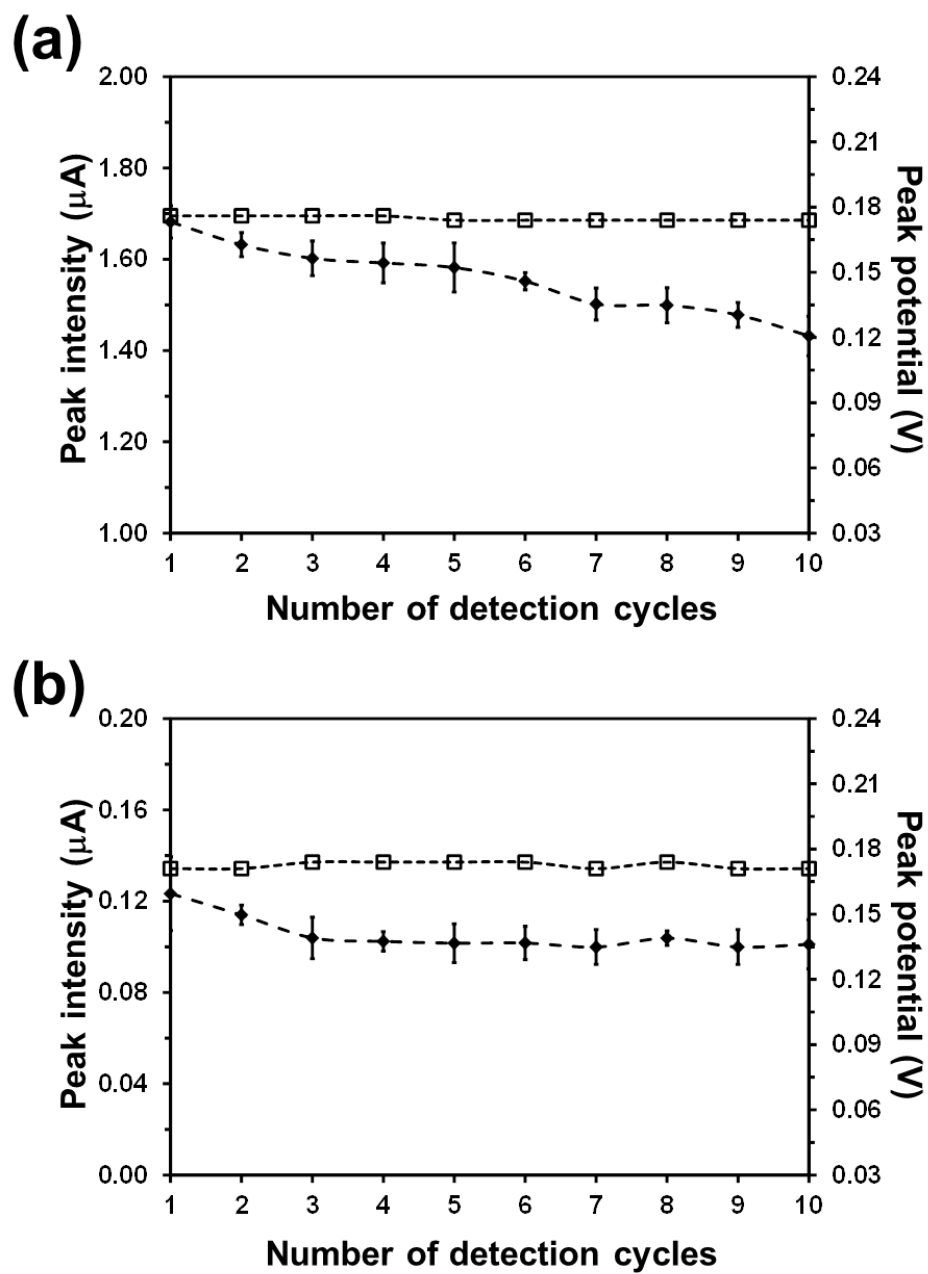 (a)
Peak intensity (μA)
2.00
1.80
1.60
1.40
1.20
1.00
0.24
0.21
0.18
0.15
0.12
0.09
0.06
0.03
Peak potential (V)
1 2 3 4 5 6 7 8 9 10
Number of detection cycles
(b)
Peak intensity (μA)
0.20
0.16
0.12
0.08
0.04
0.00
0.24
0.21
0.18
0.15
0.12
0.09
0.06
0.03
Peak potential (V)
1 2 3 4 5 6 7 8 9 10
Number of detection cycles